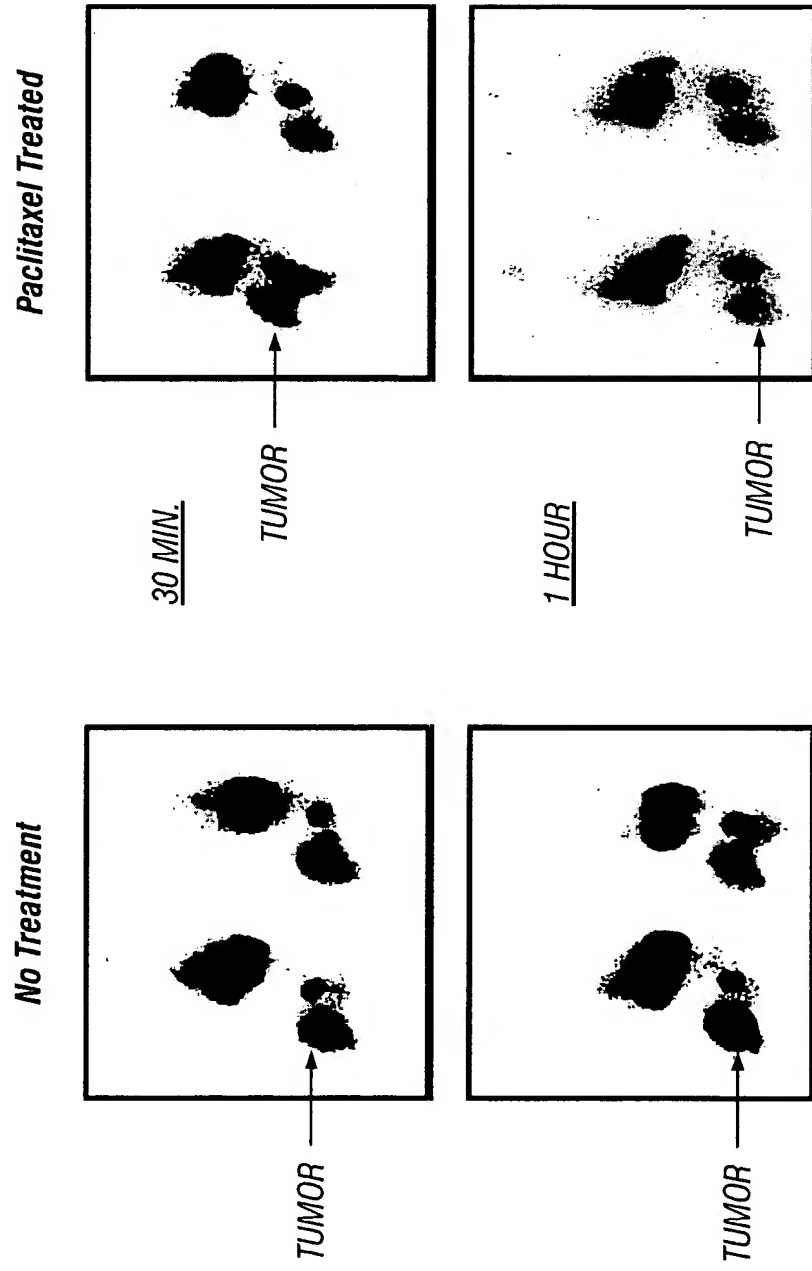 No Treatment
Paclitaxel Treated
30 MIN.
TUMOR
TUMOR
1 HOUR
TUMOR
TUMOR